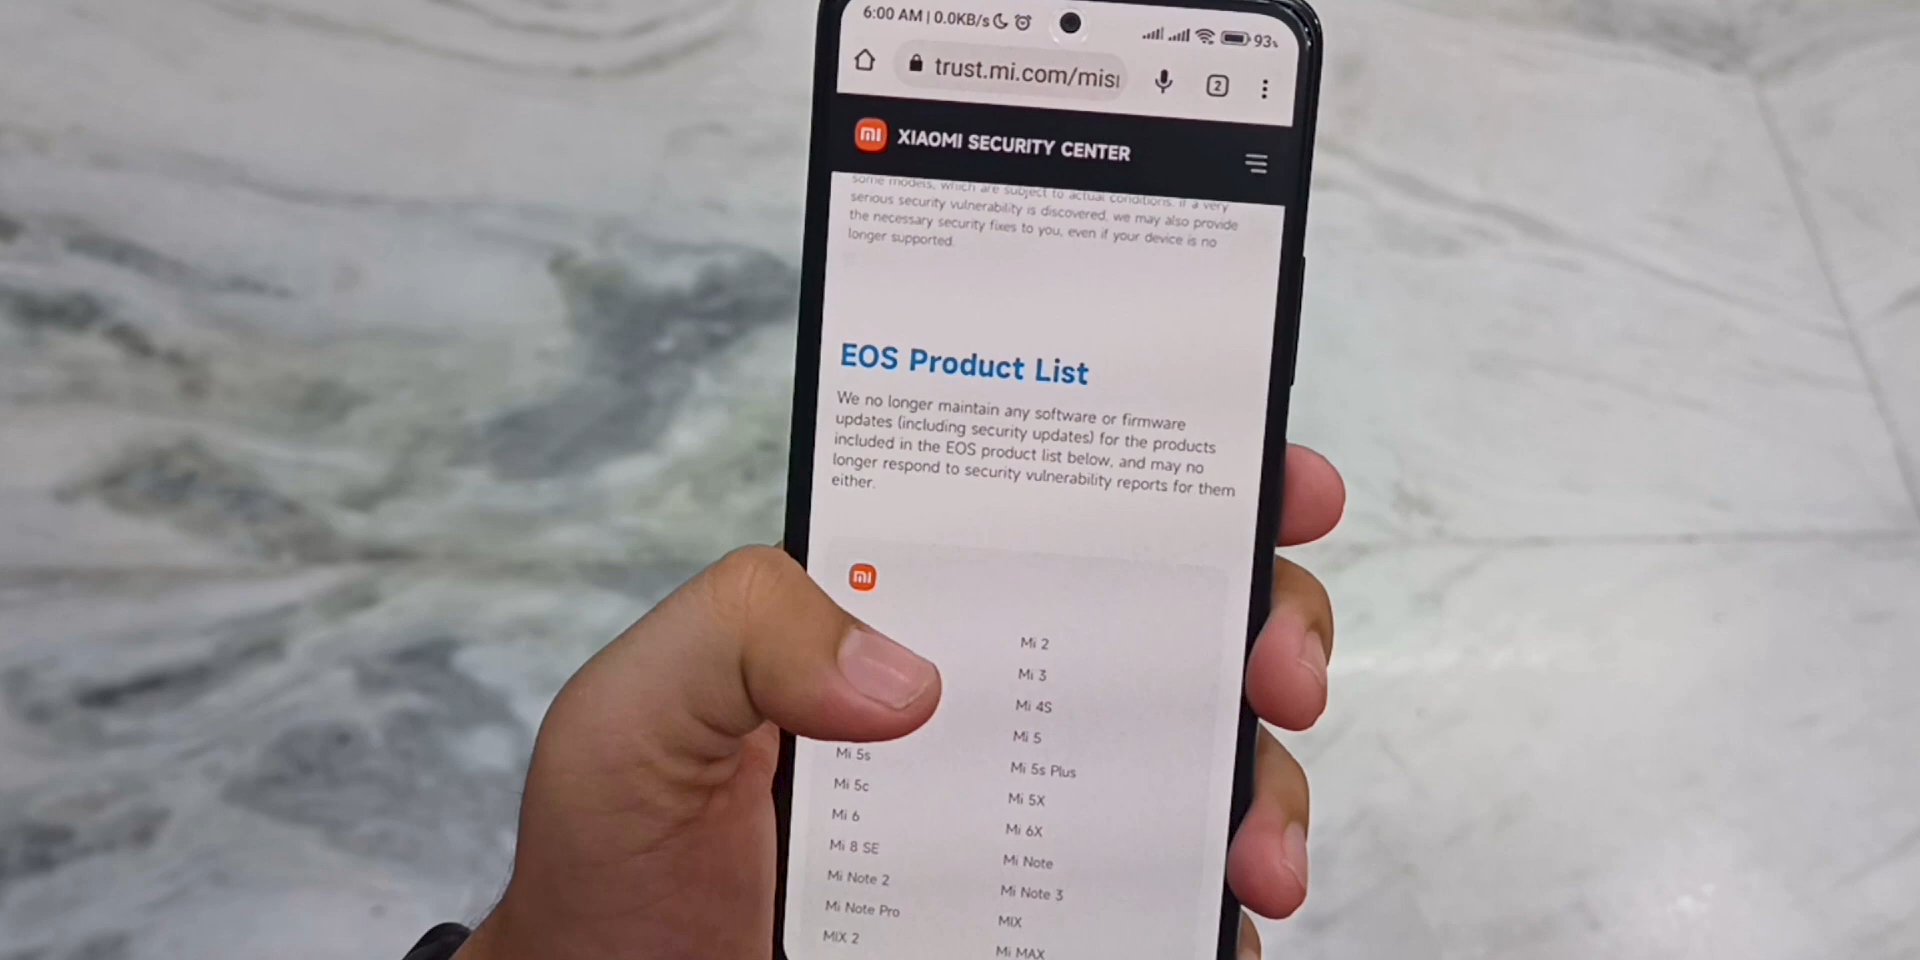 6:00 AM | 0.0KB/s
93%
trust.mi.com/mis
2
mi XIAOMI SECURITY CENTER
some models, which are subject to actual conditions. If a very
serious security vulnerability is discovered, we may also provide
the necessary security fixes to you, even if your device is no
longer supported.
EOS Product List
We no longer maintain any software or firmware
updates (including security updates) for the products
included in the EOS product list below, and may no
longer respond to security vulnerability reports for them
either.
mi
Mi 2
Mi 3
Mi 4S
Mi 5
Mi 5s
Mi 5s Plus
Mi 5c
Mi 5X
Mi 6
Mi 6X
Mi 8 SE
Mi Note
Mi Note 2
Mi Note 3
Mi Note Pro
MIX
MIX 2
Mi MAX